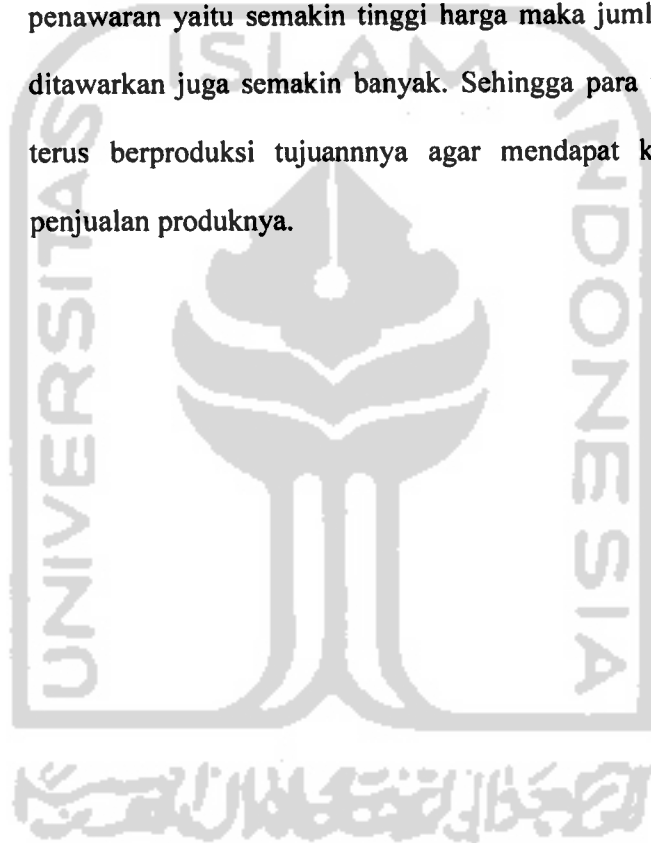 penawaran yaitu semakin tinggi harga maka juml
ditawarkan juga semakin banyak. Sehingga para
terus berproduksi tujuannnya agar mendapat k
penjualan produknya.
ISLAM
UNIVERSITAS
INDONESIA